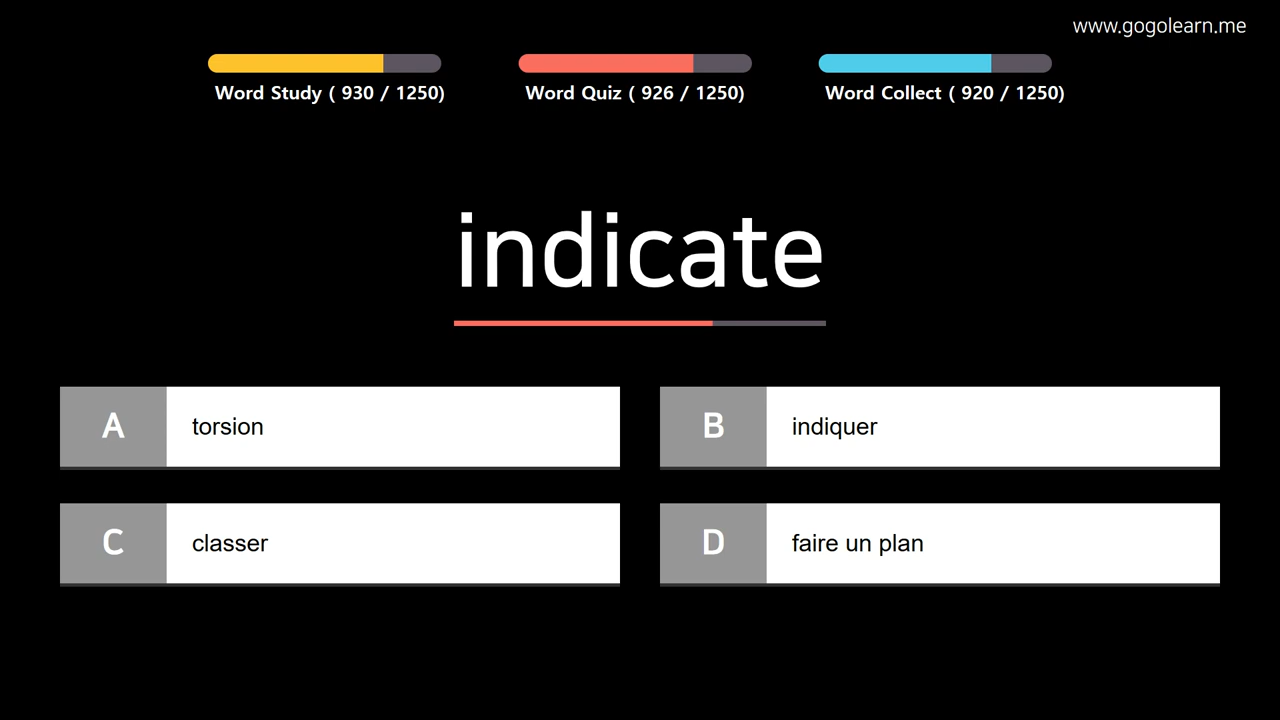 www.gogolearn.me
Word Study ( 930 / 1250)
Word Quiz ( 926 / 1250)
Word Collect ( 920 / 1250)
indicate
A torsion
B indiquer
C classer
D faire un plan